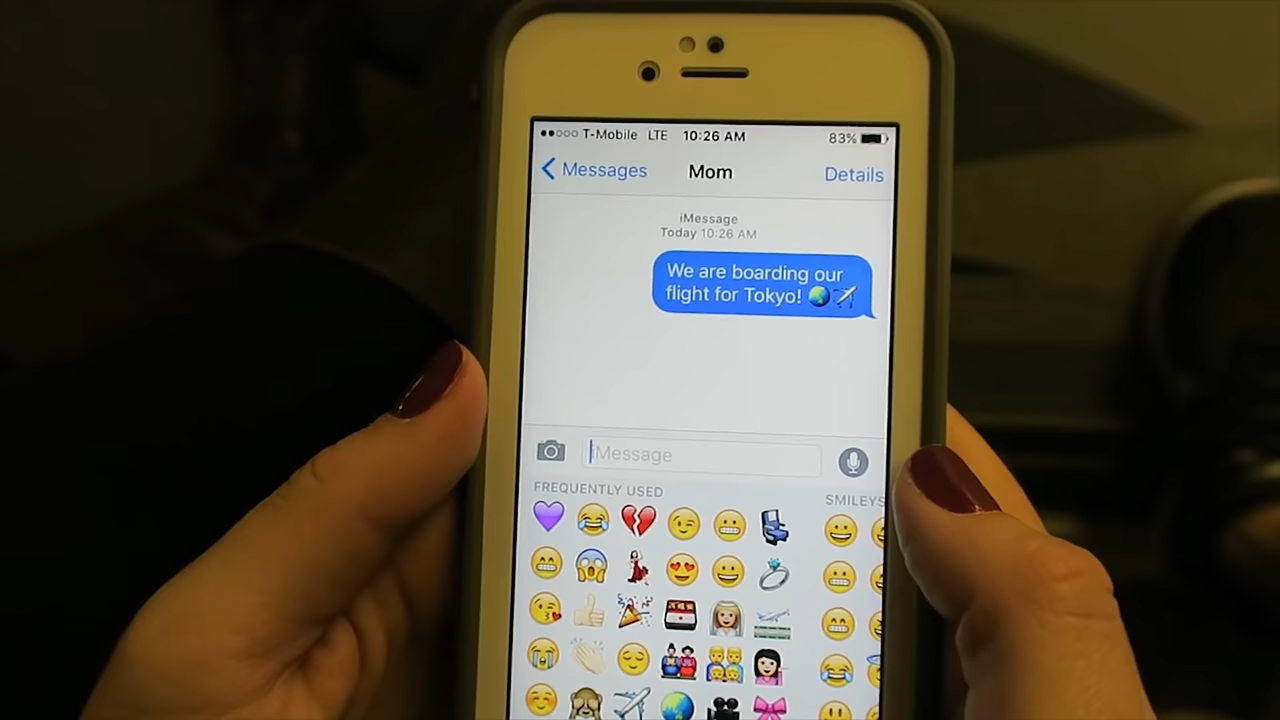 T-Mobile LTE 10:26 AM 83%
Messages Mom Details
iMessage
Today 10:26 AM
We are boarding our
flight for Tokyo! 🌏✈️
iMessage
FREQUENTLY USED SMILEYS